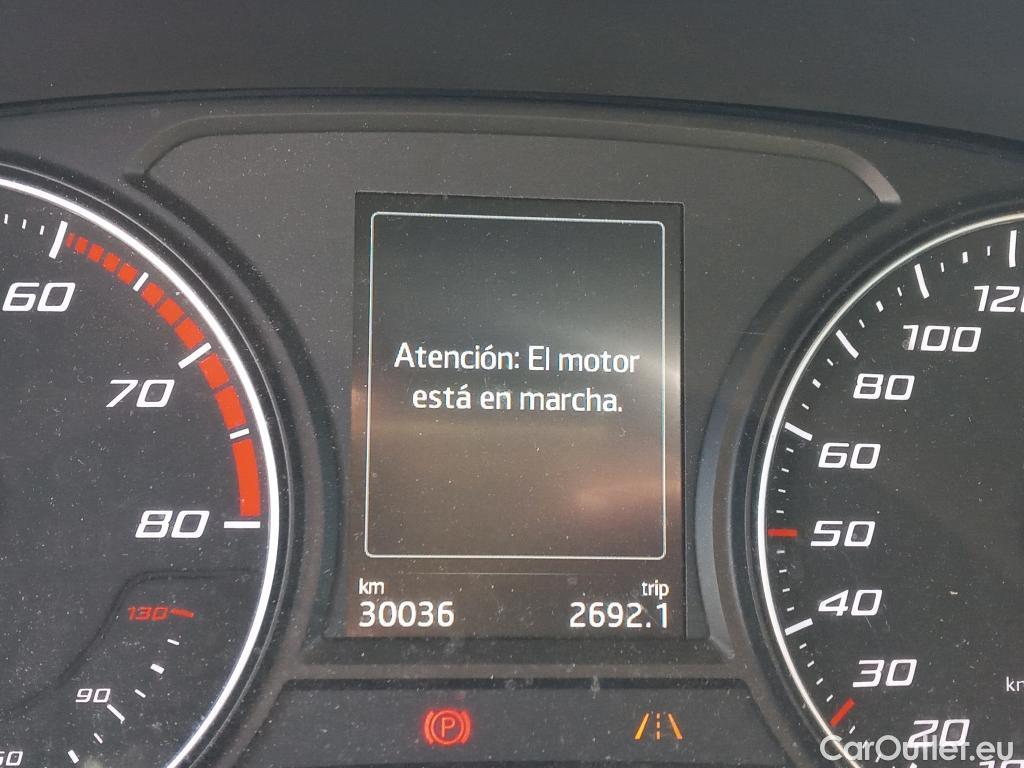 Atención: El motor
está en marcha.
km
trip
30036
2692.1
60
70
80
130
90
120
100
80
60
50
40
30
20
P
CarOutlet.eu